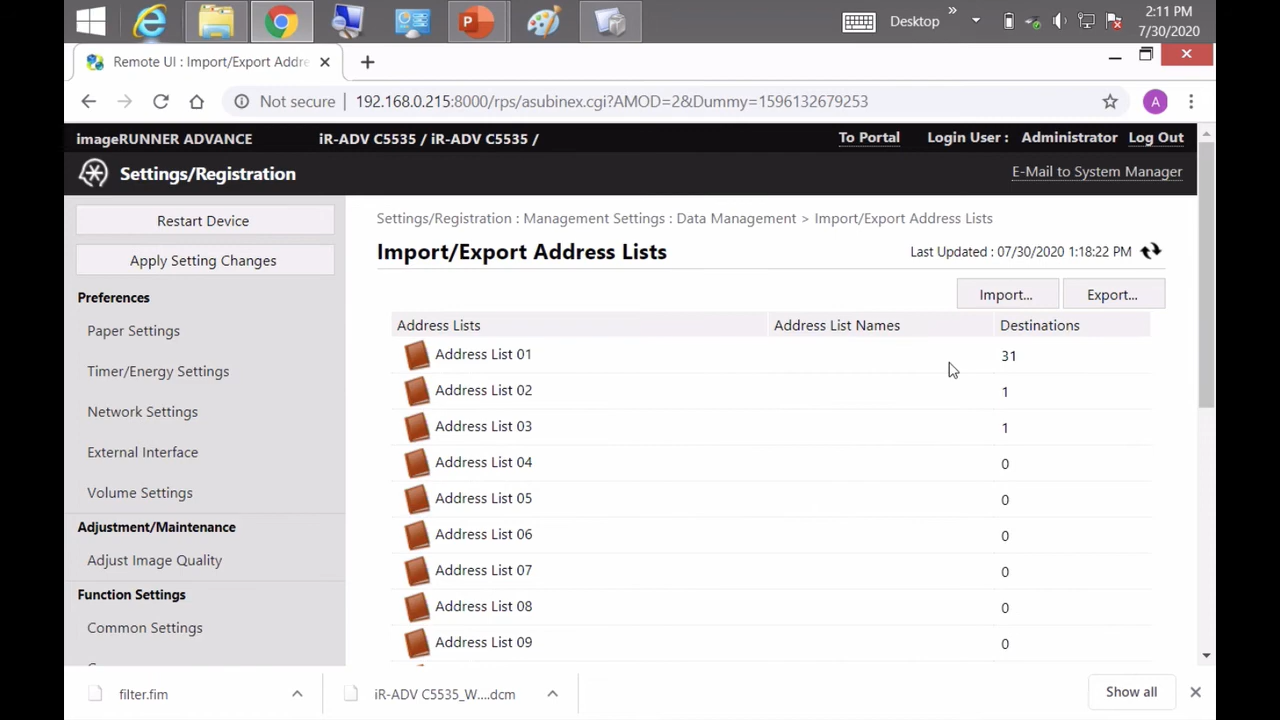 Desktop
»
2:11 PM
7/30/2020
Remote UI : Import/Export Addre
Not secure | 192.168.0.215:8000/rps/asubinex.cgi?AMOD=2&Dummy=1596132679253
A
imageRUNNER ADVANCE
iR-ADV C5535 / iR-ADV C5535 /
To Portal
Login User : Administrator
Log Out
Settings/Registration
E-Mail to System Manager
Restart Device
Apply Setting Changes
Preferences
Paper Settings
Timer/Energy Settings
Network Settings
External Interface
Volume Settings
Adjustment/Maintenance
Adjust Image Quality
Function Settings
Common Settings
Settings/Registration : Management Settings : Data Management > Import/Export Address Lists
Import/Export Address Lists
Last Updated : 07/30/2020 1:18:22 PM
Import...
Export...
Address Lists Address List Names Destinations
Address List 01 31
Address List 02 1
Address List 03 1
Address List 04 0
Address List 05 0
Address List 06 0
Address List 07 0
Address List 08 0
Address List 09 0
filter.fim
iR-ADV C5535_W....dcm
Show all